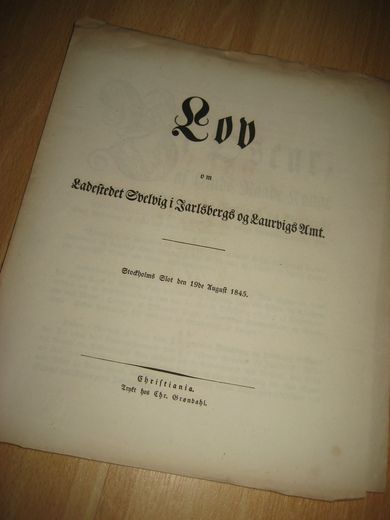 Lov
om
Ladestedet Svelvig i Jarlsbergs og Laurvigs Amt.
Stockholms Slot den 19de August 1845.
Christiania.
Trykt hos Chr. Grøndahl.